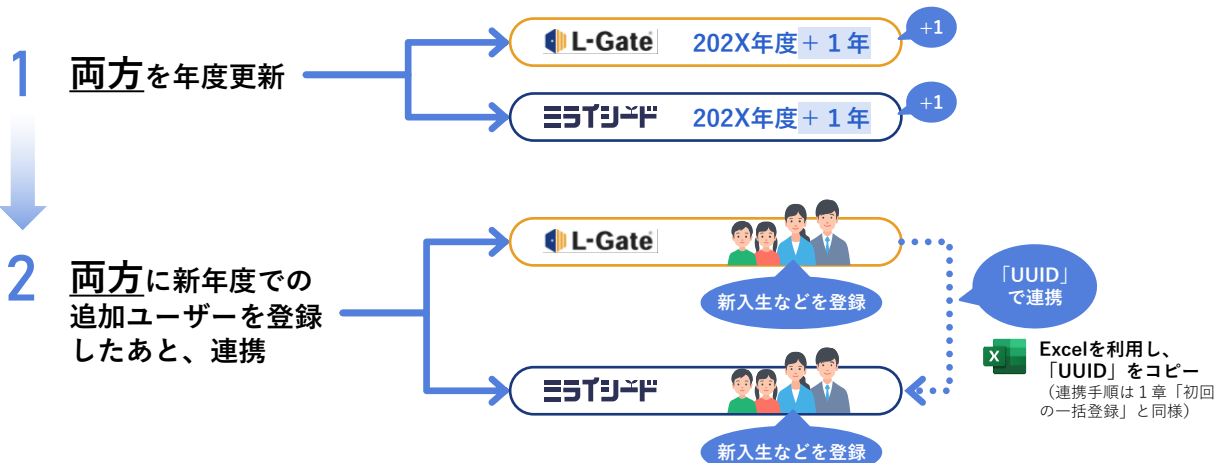 1
両方を年度更新
L-Gate
202X年度+1年
+1
ミライシード
202X年度+1年
+1
2
両方に新年度での
追加ユーザーを登録
したあと、連携
L-Gate
新入生などを登録
ミライシード
新入生などを登録
「UUID」
で連携
X
Excelを利用し、
「UUID」をコピー
（連携手順は１章「初回
の一括登録」と同様）